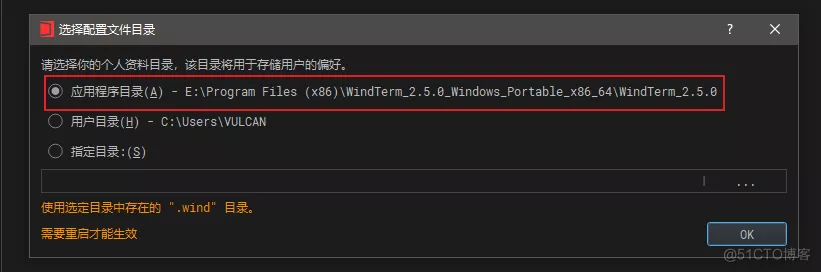 选择配置文件目录
?
请选择你的个人资料目录，该目录将用于存储用户的偏好。
应用程序目录(A) - E:\Program Files (x86)\WindTerm_2.5.0_Windows_Portable_x86_64\WindTerm_2.5.0
用户目录(H) - C:\Users\VULCAN
指定目录:(S)
...
使用选定目录中存在的 ".wind" 目录。
需要重启才能生效
OK
@51CTO博客